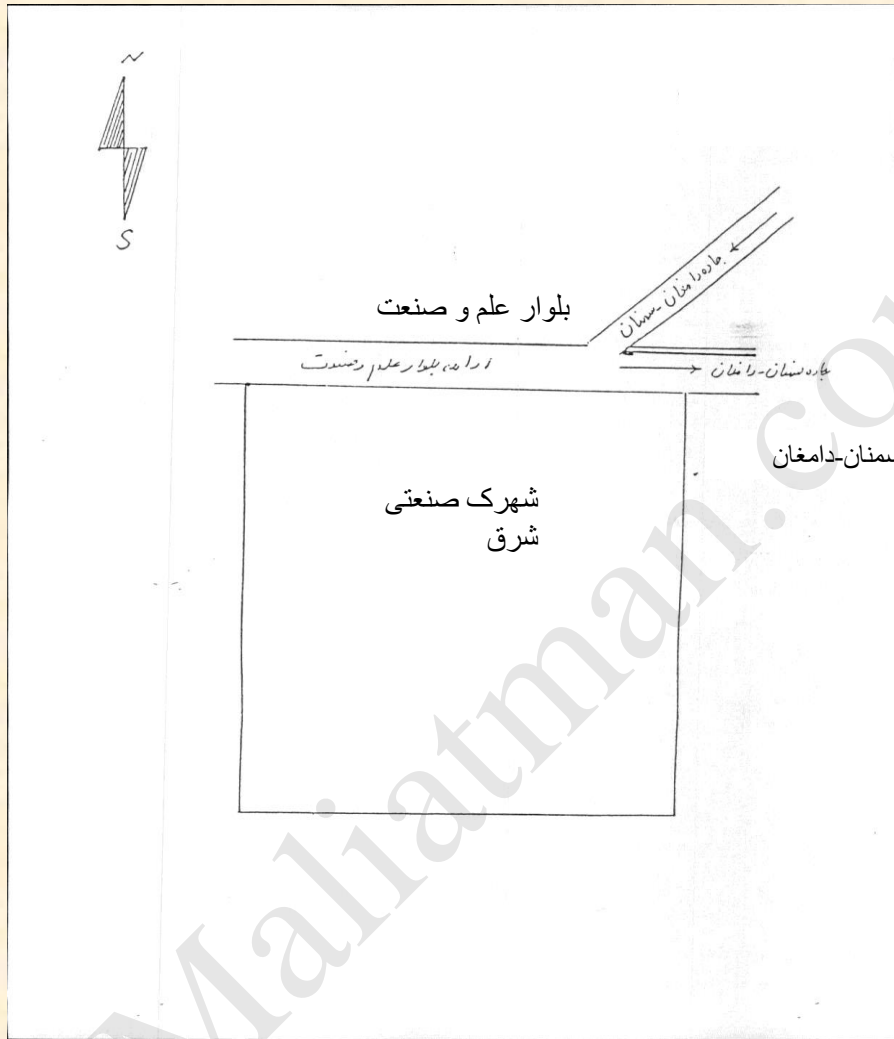 N
S
جاده دامغان-سمنان
بلوار علم و صنعت
ادامه بلوار علم و صنعت
جاده سمنان-دامغان
سمنان-دامغان
شهرک صنعتی
شرق
Maliatman.co